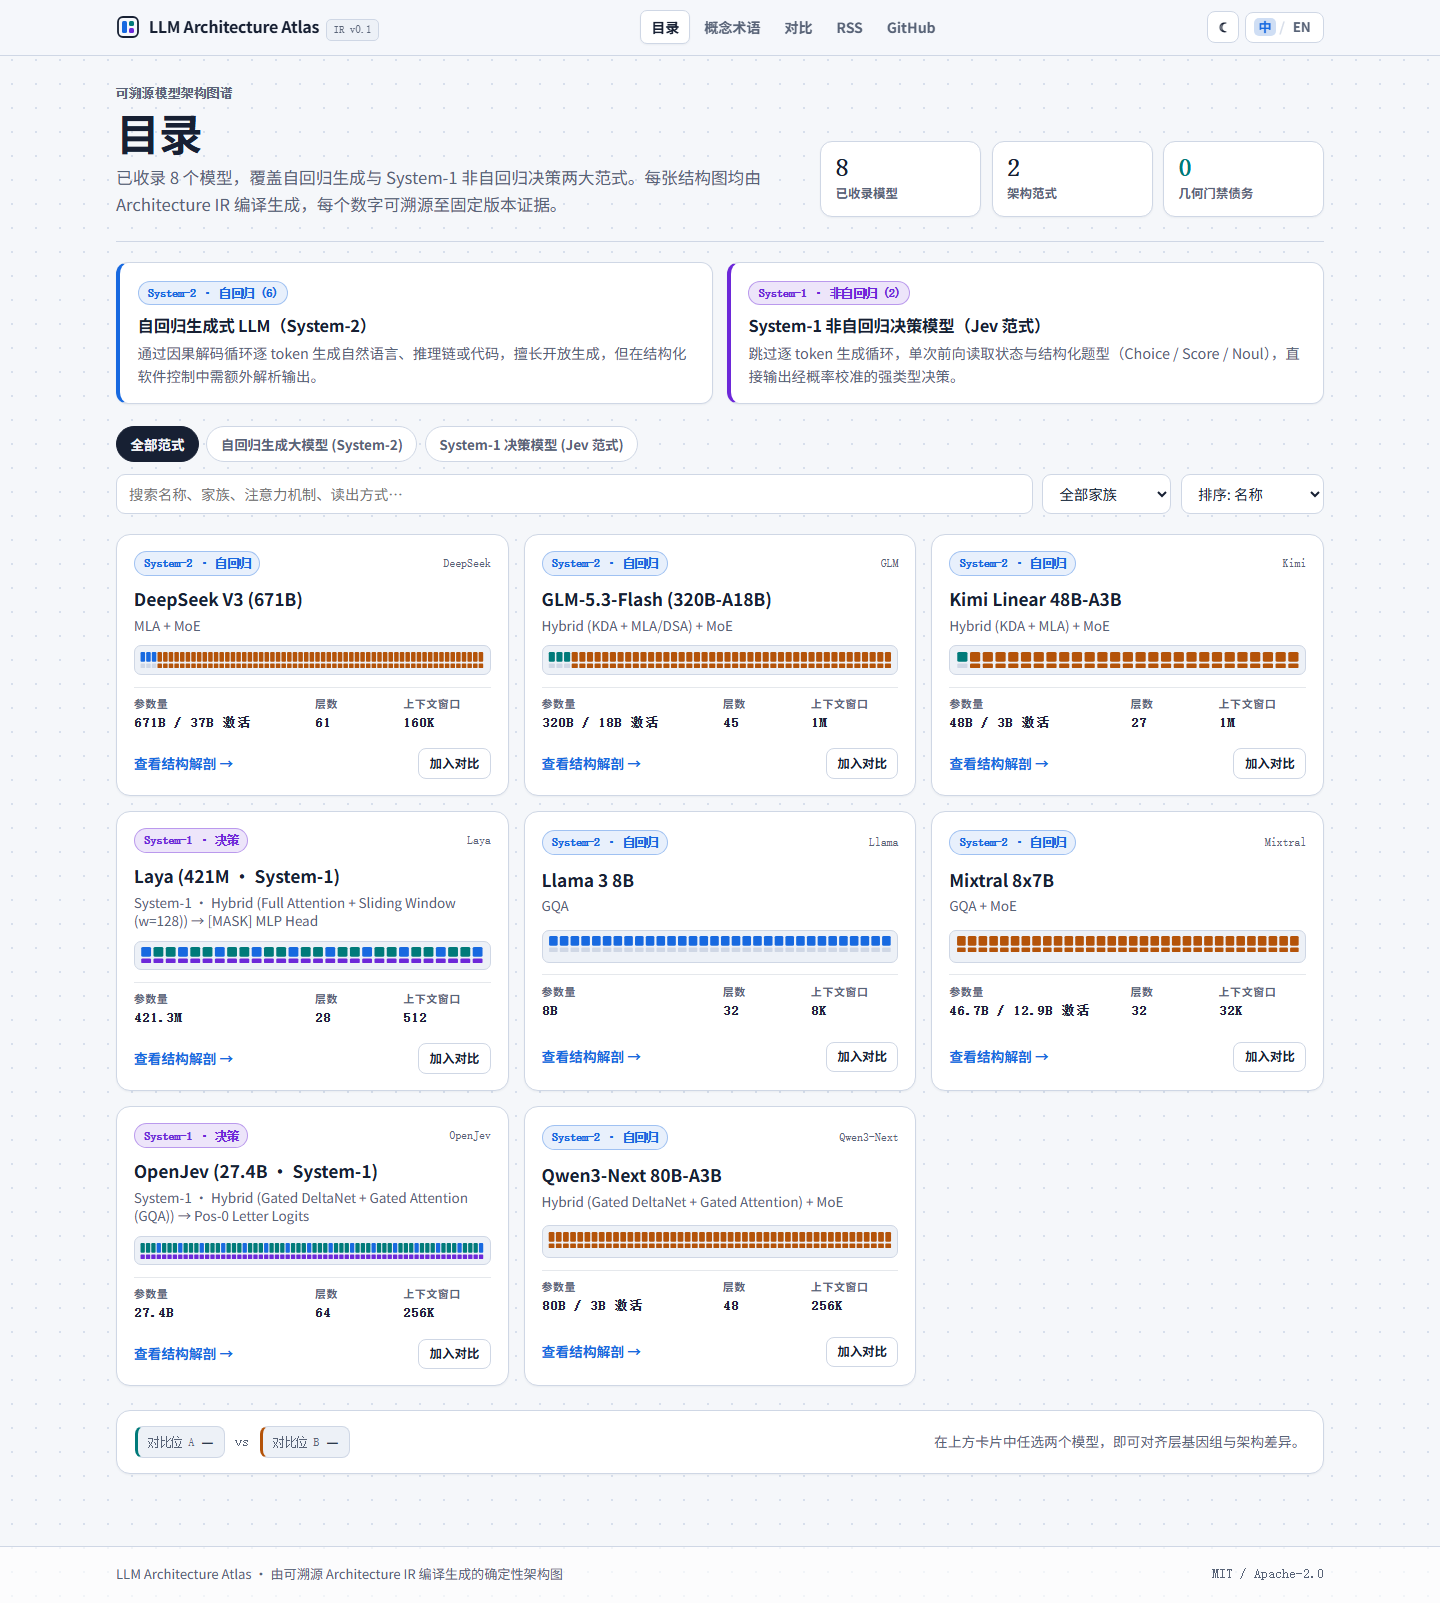 LLM Architecture Atlas IR v0.1
目录 概念术语 对比 RSS GitHub
中 / EN
可溯源模型架构图谱
目录
已收录 8 个模型，覆盖自回归生成与 System-1 非自回归决策两大范式。每张结构图均由
Architecture IR 编译生成，每个数字可溯源至固定版本证据。
8
已收录模型
2
架构范式
0
几何门禁债务
System-2 · 自回归 (6)
自回归生成式 LLM（System-2）
通过因果解码循环逐 token 生成自然语言、推理链或代码，擅长开放生成，但在结构化
软件控制中需额外解析输出。
System-1 · 非自回归 (2)
System-1 非自回归决策模型（Jev 范式）
跳过逐 token 生成循环，单次前向读取状态与结构化题型（Choice / Score / Noul），直
接输出经概率校准的强类型决策。
全部范式 自回归生成大模型 (System-2) System-1 决策模型 (Jev 范式)
搜索名称、家族、注意力机制、读出方式… 全部家族 排序: 名称
System-2 · 自回归 DeepSeek
DeepSeek V3 (671B)
MLA + MoE
参数量 层数 上下文窗口
671B / 37B 激活 61 160K
查看结构解剖 → 加入对比
System-2 · 自回归 GLM
GLM-5.3-Flash (320B-A18B)
Hybrid (KDA + MLA/DSA) + MoE
参数量 层数 上下文窗口
320B / 18B 激活 45 1M
查看结构解剖 → 加入对比
System-2 · 自回归 Kimi
Kimi Linear 48B-A3B
Hybrid (KDA + MLA) + MoE
参数量 层数 上下文窗口
48B / 3B 激活 27 1M
查看结构解剖 → 加入对比
System-1 · 决策 Laya
Laya (421M · System-1)
System-1 · Hybrid (Full Attention + Sliding Window
(w=128)) → [MASK] MLP Head
参数量 层数 上下文窗口
421.3M 28 512
查看结构解剖 → 加入对比
System-2 · 自回归 Llama
Llama 3 8B
GQA
参数量 层数 上下文窗口
8B 32 8K
查看结构解剖 → 加入对比
System-2 · 自回归 Mixtral
Mixtral 8x7B
GQA + MoE
参数量 层数 上下文窗口
46.7B / 12.9B 激活 32 32K
查看结构解剖 → 加入对比
System-1 · 决策 OpenJev
OpenJev (27.4B · System-1)
System-1 · Hybrid (Gated DeltaNet + Gated Attention
(GQA)) → Pos-0 Letter Logits
参数量 层数 上下文窗口
27.4B 64 256K
查看结构解剖 → 加入对比
System-2 · 自回归 Qwen3-Next
Qwen3-Next 80B-A3B
Hybrid (Gated DeltaNet + Gated Attention) + MoE
参数量 层数 上下文窗口
80B / 3B 激活 48 256K
查看结构解剖 → 加入对比
对比位 A — vs 对比位 B — 在上方卡片中任选两个模型，即可对齐层基因组与架构差异。
LLM Architecture Atlas · 由可溯源 Architecture IR 编译生成的确定性架构图 MIT / Apache-2.0